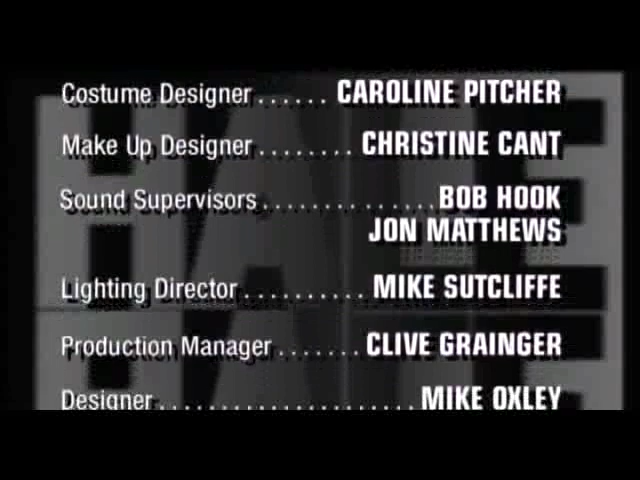 Costume Designer...... CAROLINE PITCHER
Make Up Designer........ CHRISTINE CANT
Sound Supervisors..............BOB HOOK
JON MATTHEWS
Lighting Director.......... MIKE SUTCLIFFE
Production Manager....... CLIVE GRAINGER
Designer.....................MIKE OXLEY